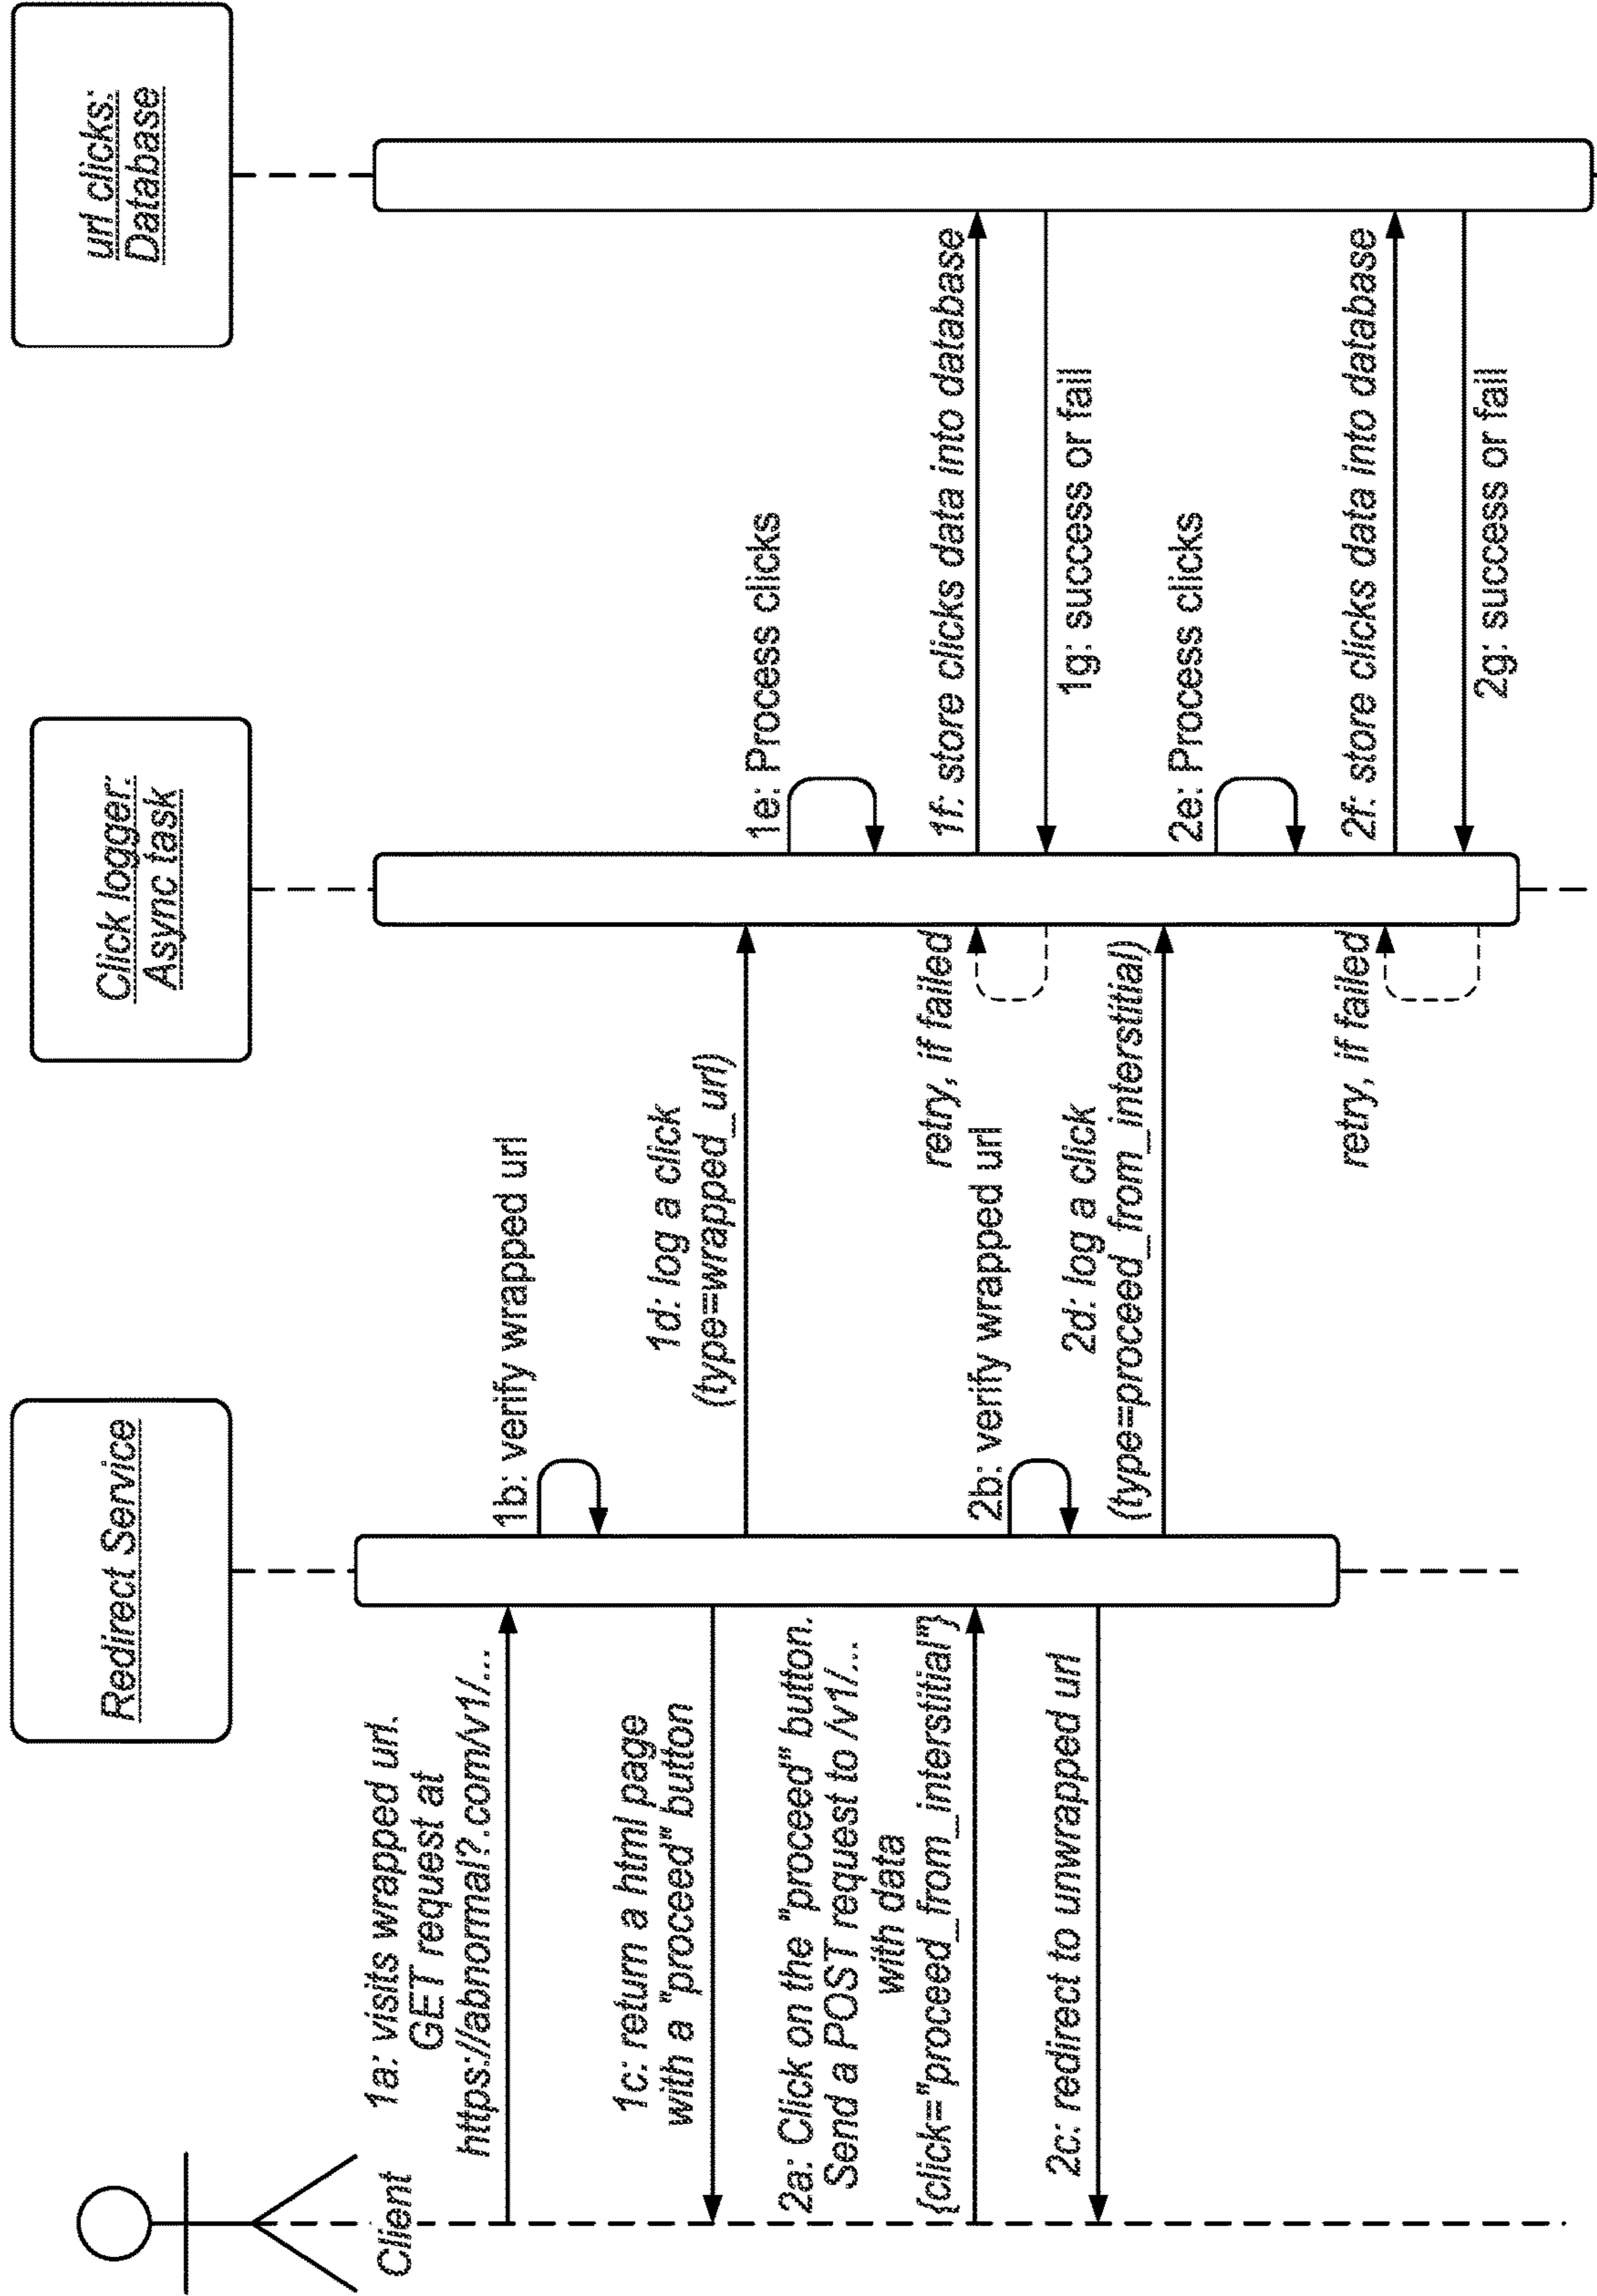 Client
Redirect Service
Click logger:
Async task
url clicks:
Database
1a: visits wrapped url.
GET request at
https://abnormal?.com/v1/...
1b: verify wrapped url
1c: return a html page
with a "proceed" button
1d: log a click
(type=wrapped_url)
1e: Process clicks
1f: store clicks data into database
retry, if failed
1g: success or fail
2a: Click on the "proceed" button.
Send a POST request to /v1/...
with data
{click="proceed_from_interstitial"}
2b: verify wrapped url
2c: redirect to unwrapped url
2d: log a click
(type=proceed_from_interstitial)
2e: Process clicks
2f: store clicks data into database
retry, if failed
2g: success or fail